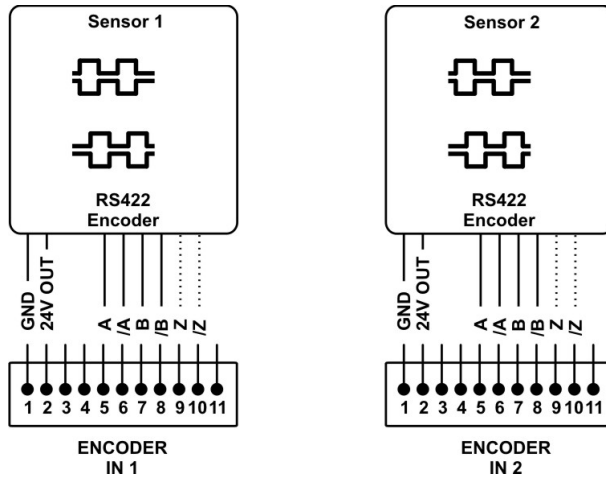 Sensor 1
RS422
Encoder
GND
24V OUT
A
/A
B
/B
Z
/Z
1 2 3 4 5 6 7 8 9 10 11
ENCODER
IN 1
Sensor 2
RS422
Encoder
GND
24V OUT
A
/A
B
/B
Z
/Z
1 2 3 4 5 6 7 8 9 10 11
ENCODER
IN 2